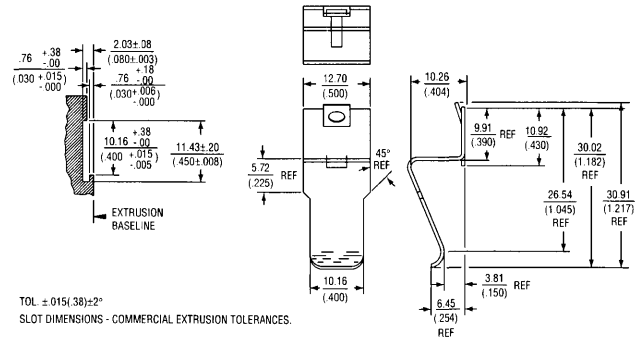 .76 +.38 -.00
(.030 +.015 -.000
2.03±.08
(.080±.003)
+.18
.76 -.00
(.030 +.006 -.000
10.16 +.38 -.00
(.400 +.015 -.005
11.43±.20
(.450±.008)
EXTRUSION
BASELINE
12.70
(.500)
5.72
(.225) REF
45°
REF
10.16
(.400)
10.26
(.404)
9.91
(.390) REF
10.92
(.430)
30.02
(1.182)
REF
30.91
(1.217)
REF
26.54
(1.045)
REF
3.81
(.150) REF
6.45
(.254)
REF
TOL. ±.015(.38)±2°
SLOT DIMENSIONS - COMMERCIAL EXTRUSION TOLERANCES.